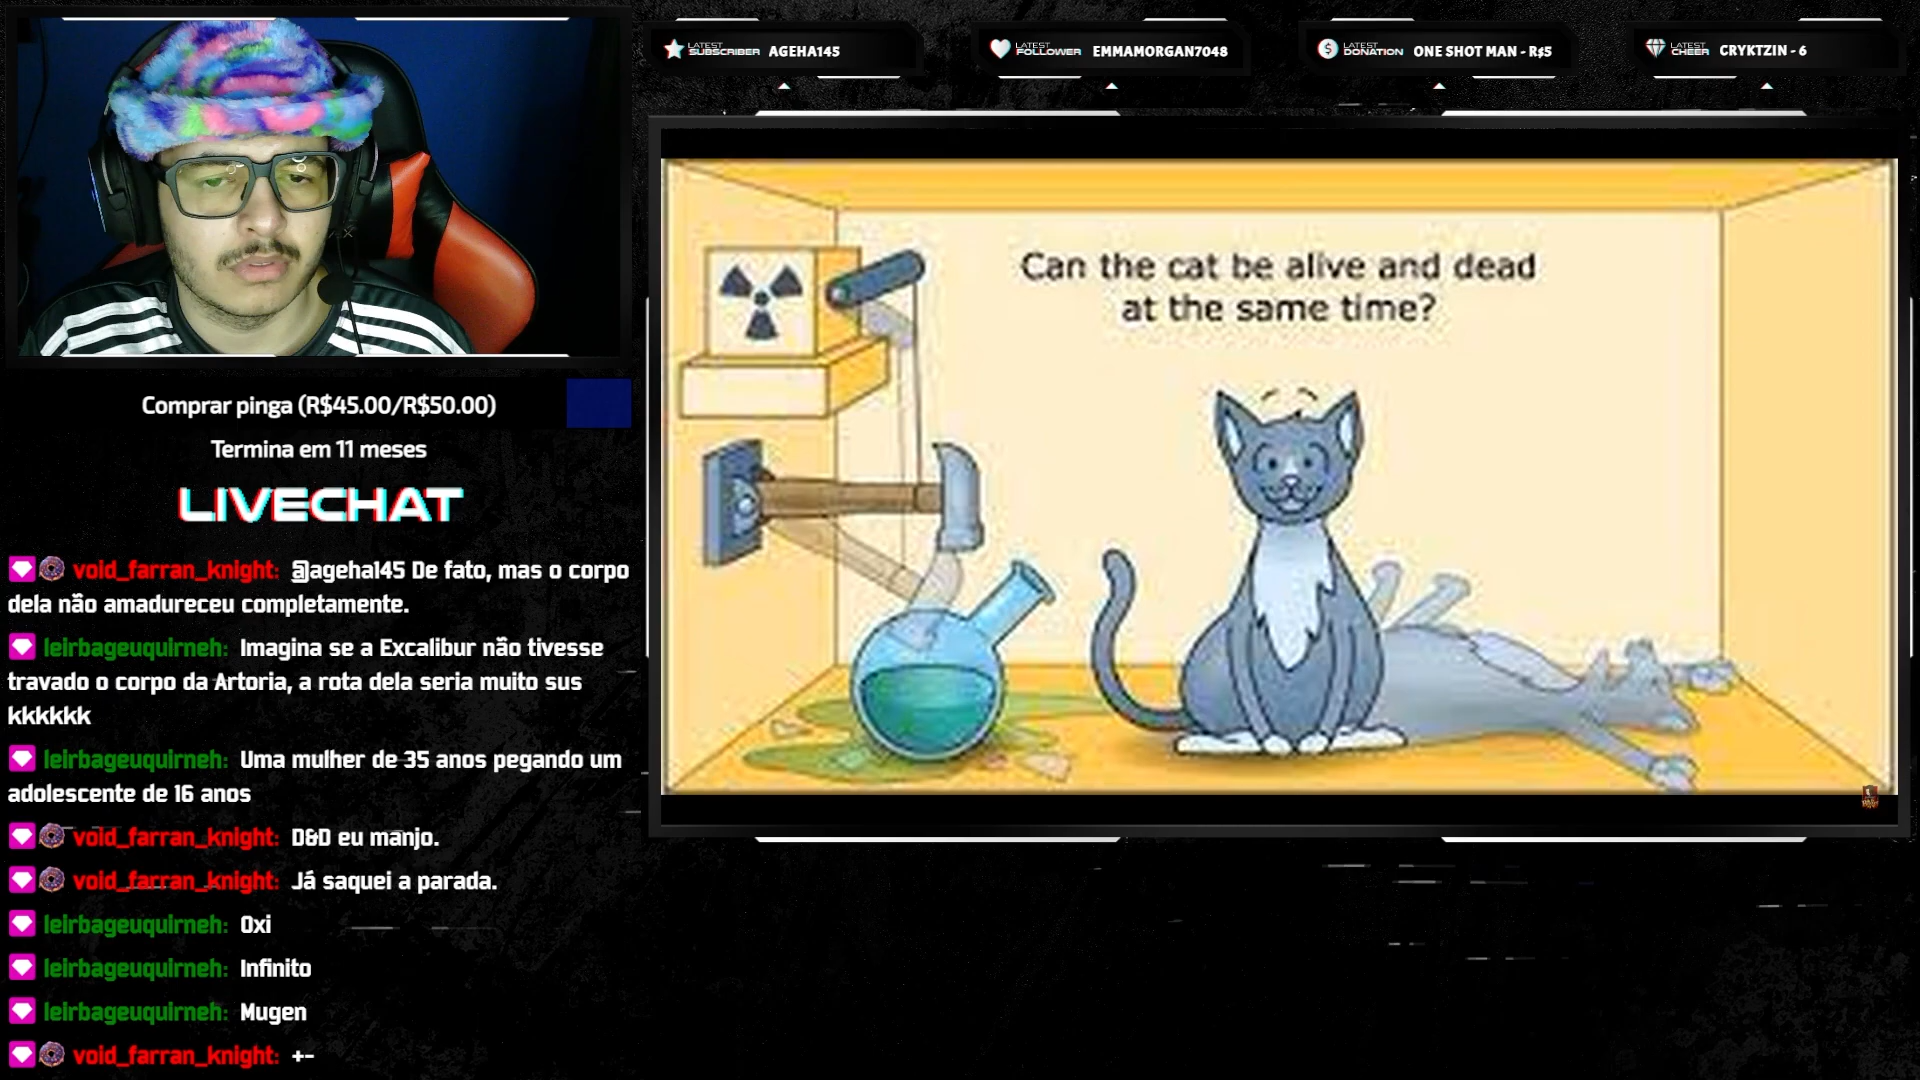 LATEST SUBSCRIBER AGEHA145
LATEST FOLLOWER EMMAMORGAN7048
LATEST DONATION ONE SHOT MAN - R$5
LATEST CHEER CRYKTZIN - 6
Can the cat be alive and dead
at the same time?
Comprar pinga (R$45.00/R$50.00)
Termina em 11 meses
LIVECHAT
void_farran_knight: @ageha145 De fato, mas o corpo
dela não amadureceu completamente.
leirbageuquirneh: Imagina se a Excalibur não tivesse
travado o corpo da Artoria, a rota dela seria muito sus
kkkkkk
leirbageuquirneh: Uma mulher de 35 anos pegando um
adolescente de 16 anos
void_farran_knight: D&D eu manjo.
void_farran_knight: Já saquei a parada.
leirbageuquirneh: Oxi
leirbageuquirneh: Infinito
leirbageuquirneh: Mugen
void_farran_knight: +-